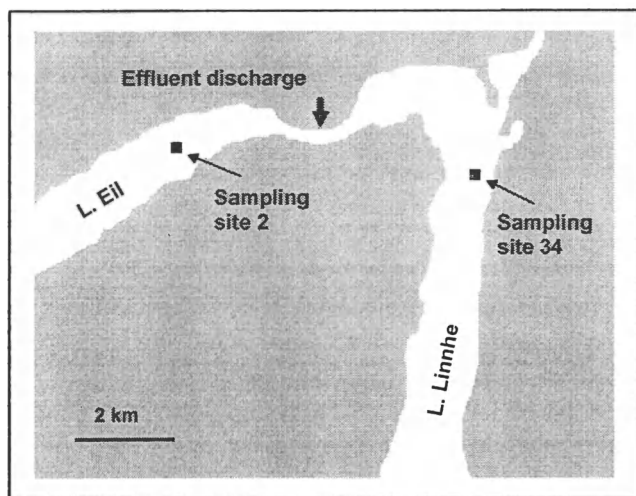 Effluent discharge
L. Eil
Sampling
site 2
Sampling
site 34
L. Linnhe
2 km